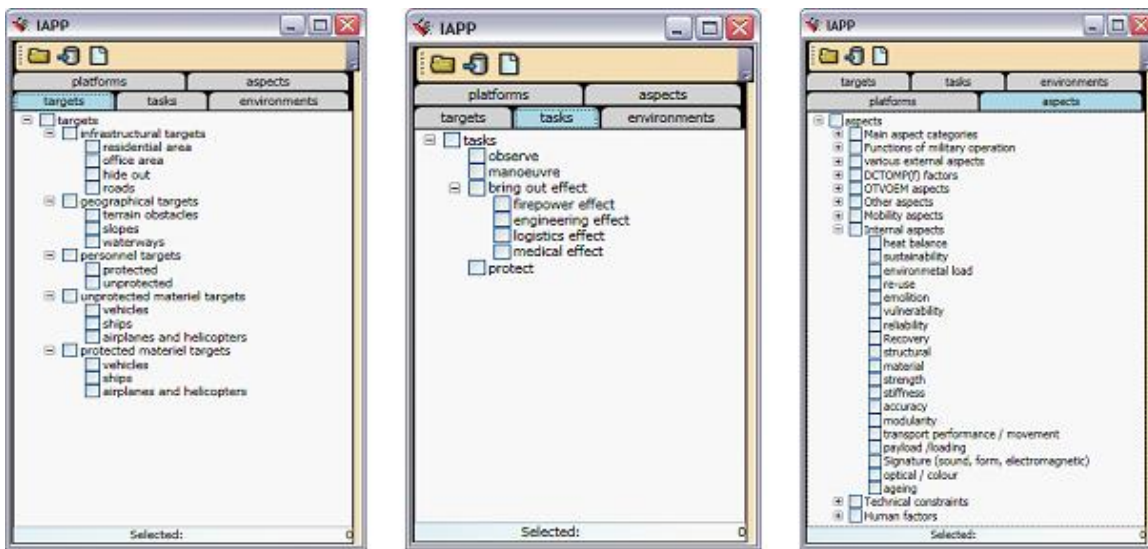 IAPP
platforms aspects
targets tasks environments
targets
infrastructural targets
residential area
office area
hide out
roads
geographical targets
terrain obstacles
slopes
waterways
personnel targets
protected
unprotected
unprotected materiel targets
vehicles
ships
airplanes and helicopters
protected materiel targets
vehicles
ships
airplanes and helicopters
Selected: 0
IAPP
platforms aspects
targets tasks environments
tasks
observe
manoeuvre
bring out effect
firepower effect
engineering effect
logistics effect
medical effect
protect
Selected: 0
IAPP
targets tasks environments
platforms aspects
aspects
Main aspect categories
Functions of military operation
various external aspects
DCTOMP(f) factors
OTVOEM aspects
Other aspects
Mobility aspects
Internal aspects
heat balance
sustainability
environmetal load
re-use
emolition
vulnerability
reliability
Recovery
structural
material
strength
stiffness
accuracy
modularity
transport performance / movement
payload /loading
Signature (sound, form, electromagnetic)
optical / colour
ageing
Technical constraints
Human factors
Selected: